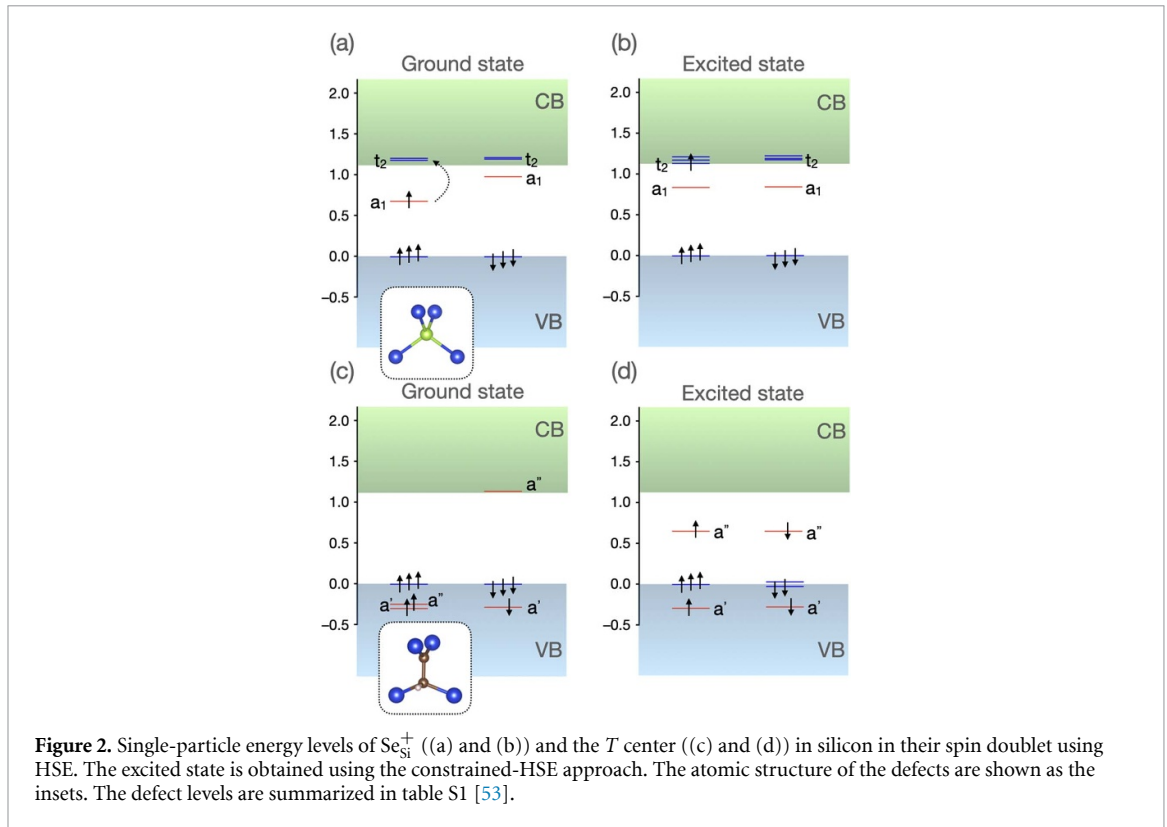 (a)
Ground state
2.0
1.5
1.0
0.5
0.0
−0.5
CB
t₂
t₂
a₁
a₁
VB
(b)
Excited state
2.0
1.5
1.0
0.5
0.0
−0.5
CB
t₂
t₂
a₁
a₁
VB
(c)
Ground state
2.0
1.5
1.0
0.5
0.0
−0.5
CB
a"
a' a"
a'
VB
(d)
Excited state
2.0
1.5
1.0
0.5
0.0
−0.5
CB
a"
a"
a'
a'
VB
Figure 2. Single-particle energy levels of Se⁺Si ((a) and (b)) and the T center ((c) and (d)) in silicon in their spin doublet using
HSE. The excited state is obtained using the constrained-HSE approach. The atomic structure of the defects are shown as the
insets. The defect levels are summarized in table S1 [53].